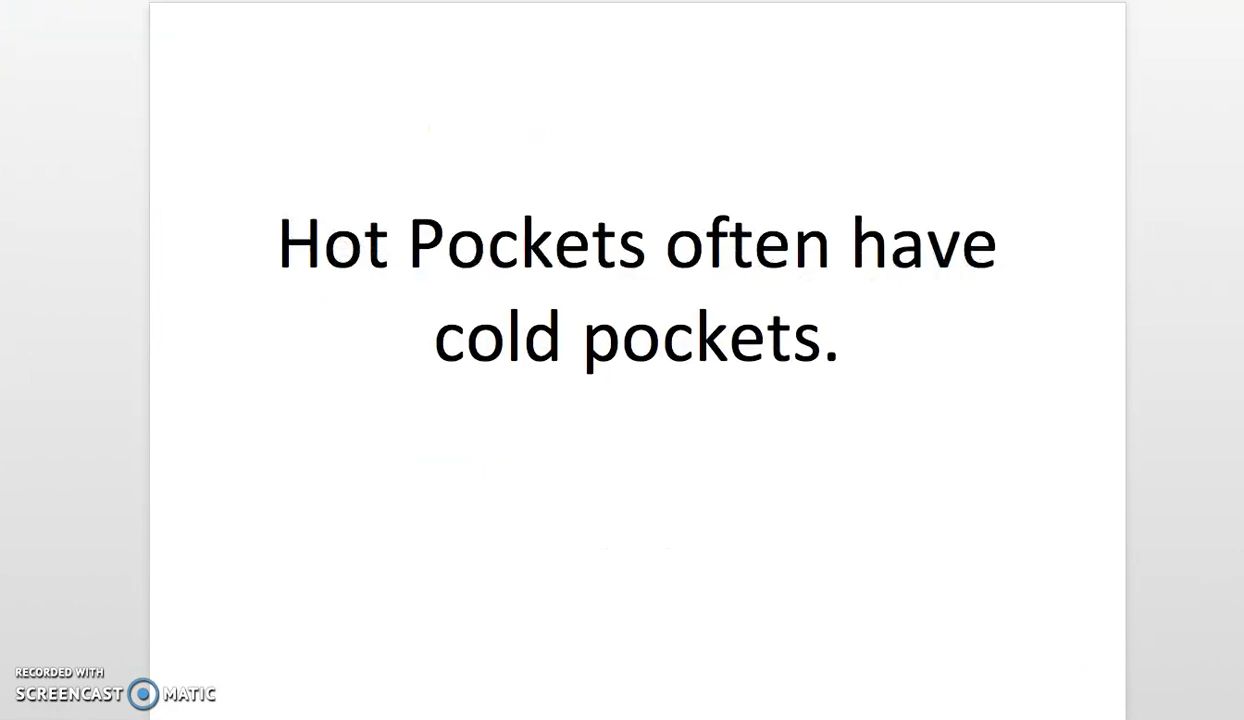 Hot Pockets often have
cold pockets.
RECORDED WITH
SCREENCAST MATIC